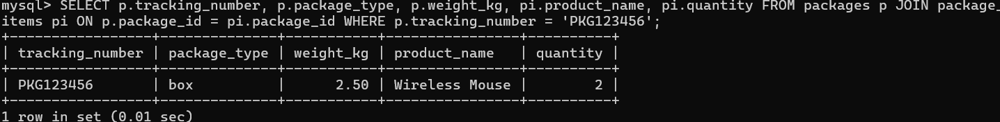 mysql> SELECT p.tracking_number, p.package_type, p.weight_kg, pi.product_name, pi.quantity FROM packages p JOIN package_
items pi ON p.package_id = pi.package_id WHERE p.tracking_number = 'PKG123456';
+-----------------+--------------+-----------+----------------+----------+
| tracking_number | package_type | weight_kg | product_name   | quantity |
+-----------------+--------------+-----------+----------------+----------+
| PKG123456       | box          |      2.50 | Wireless Mouse |        2 |
+-----------------+--------------+-----------+----------------+----------+
1 row in set (0.01 sec)